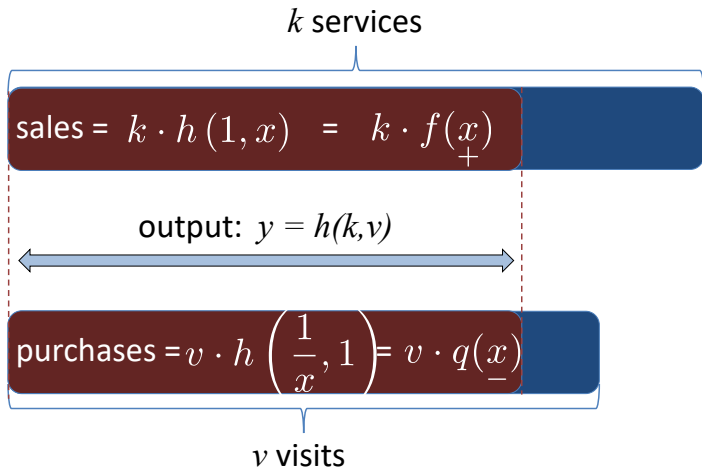 k services
sales = k · h (1, x) = k · f(x)
+
output: y = h(k,v)
purchases = v · h (1/x, 1) = v · q(x)
−
v visits